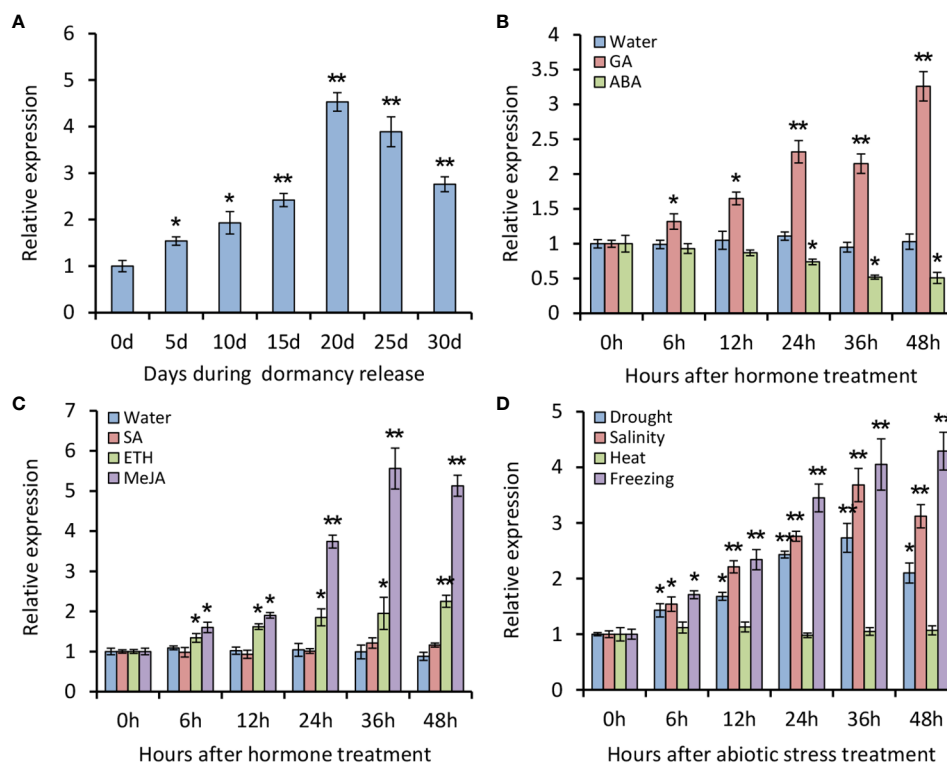 A
Relative expression
6
5
4
3
2
1
0
*
*
**
**
**
**
0d 5d 10d 15d 20d 25d 30d
Days during dormancy release
B
Relative expression
4
3.5
3
2.5
2
1.5
1
0.5
0
Water
GA
ABA
*
*
**
*
**
*
**
*
0h 6h 12h 24h 36h 48h
Hours after hormone treatment
C
Relative expression
7
6
5
4
3
2
1
0
Water
SA
ETH
MeJA
* *
* *
* **
* **
** **
0h 6h 12h 24h 36h 48h
Hours after hormone treatment
D
Relative expression
5
4
3
2
1
0
Drought
Salinity
Heat
Freezing
* * *
* ** **
** ** **
** ** **
* ** **
0h 6h 12h 24h 36h 48h
Hours after abiotic stress treatment